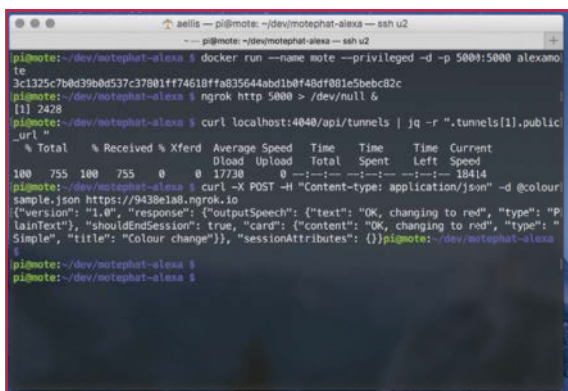 aellis — pi@mote: ~/dev/motephat-alexa — ssh u2
~ — pi@mote: ~/dev/motephat-alexa — ssh u2
+
pi@mote:~/dev/motephat-alexa $ docker run --name mote --privileged -d -p 5000:5000 alexamo
te
3c1325c7b0d39b0d537c37801ff74618ffa835644abd1b0f48df081e5bebc82c
pi@mote:~/dev/motephat-alexa $ ngrok http 5000 > /dev/null &
[1] 2428
pi@mote:~/dev/motephat-alexa $ curl localhost:4040/api/tunnels | jq -r ".tunnels[1].public
_url "
% Total % Received % Xferd Average Speed Time Time Time Current
Dload Upload Total Spent Left Speed
100 755 100 755 0 0 17730 0 --:--:-- --:--:-- --:--:-- 18414
pi@mote:~/dev/motephat-alexa $ curl -X POST -H "Content-type: application/json" -d @colour
sample.json https://9438e1a8.ngrok.io
{"version": "1.0", "response": {"outputSpeech": {"text": "OK, changing to red", "type": "P
lainText"}, "shouldEndSession": true, "card": {"content": "OK, changing to red", "type": "
Simple", "title": "Colour change"}}, "sessionAttributes": {}}pi@mote:~/dev/motephat-alexa
$
pi@mote:~/dev/motephat-alexa $
pi@mote:~/dev/motephat-alexa $